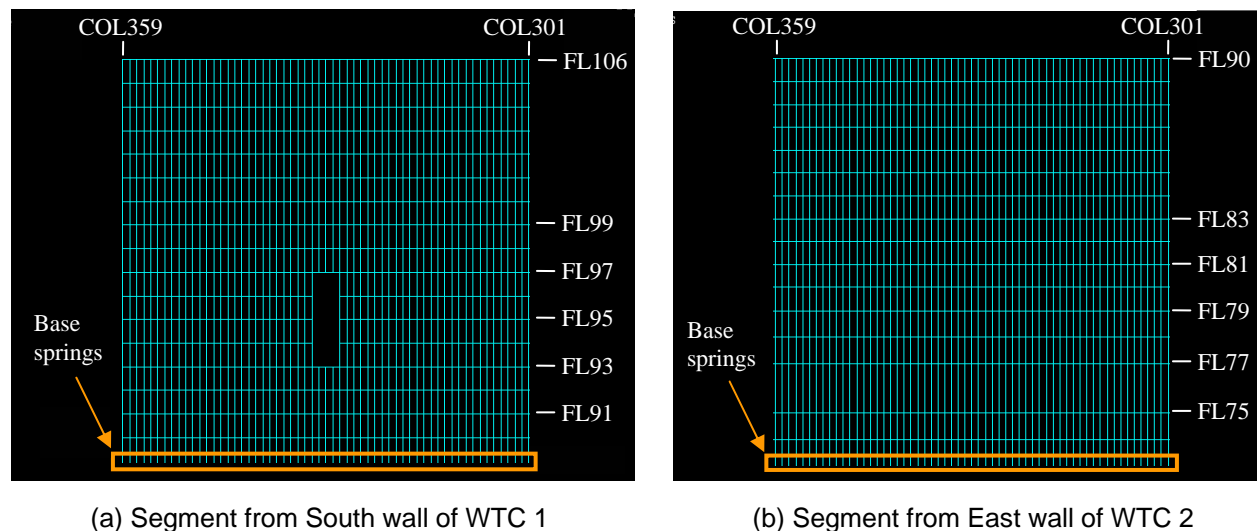 COL359 COL301
FL106
FL99
FL97
FL95
FL93
FL91
Base
springs
(a) Segment from South wall of WTC 1
COL359 COL301
FL90
FL83
FL81
FL79
FL77
FL75
Base
springs
(b) Segment from East wall of WTC 2